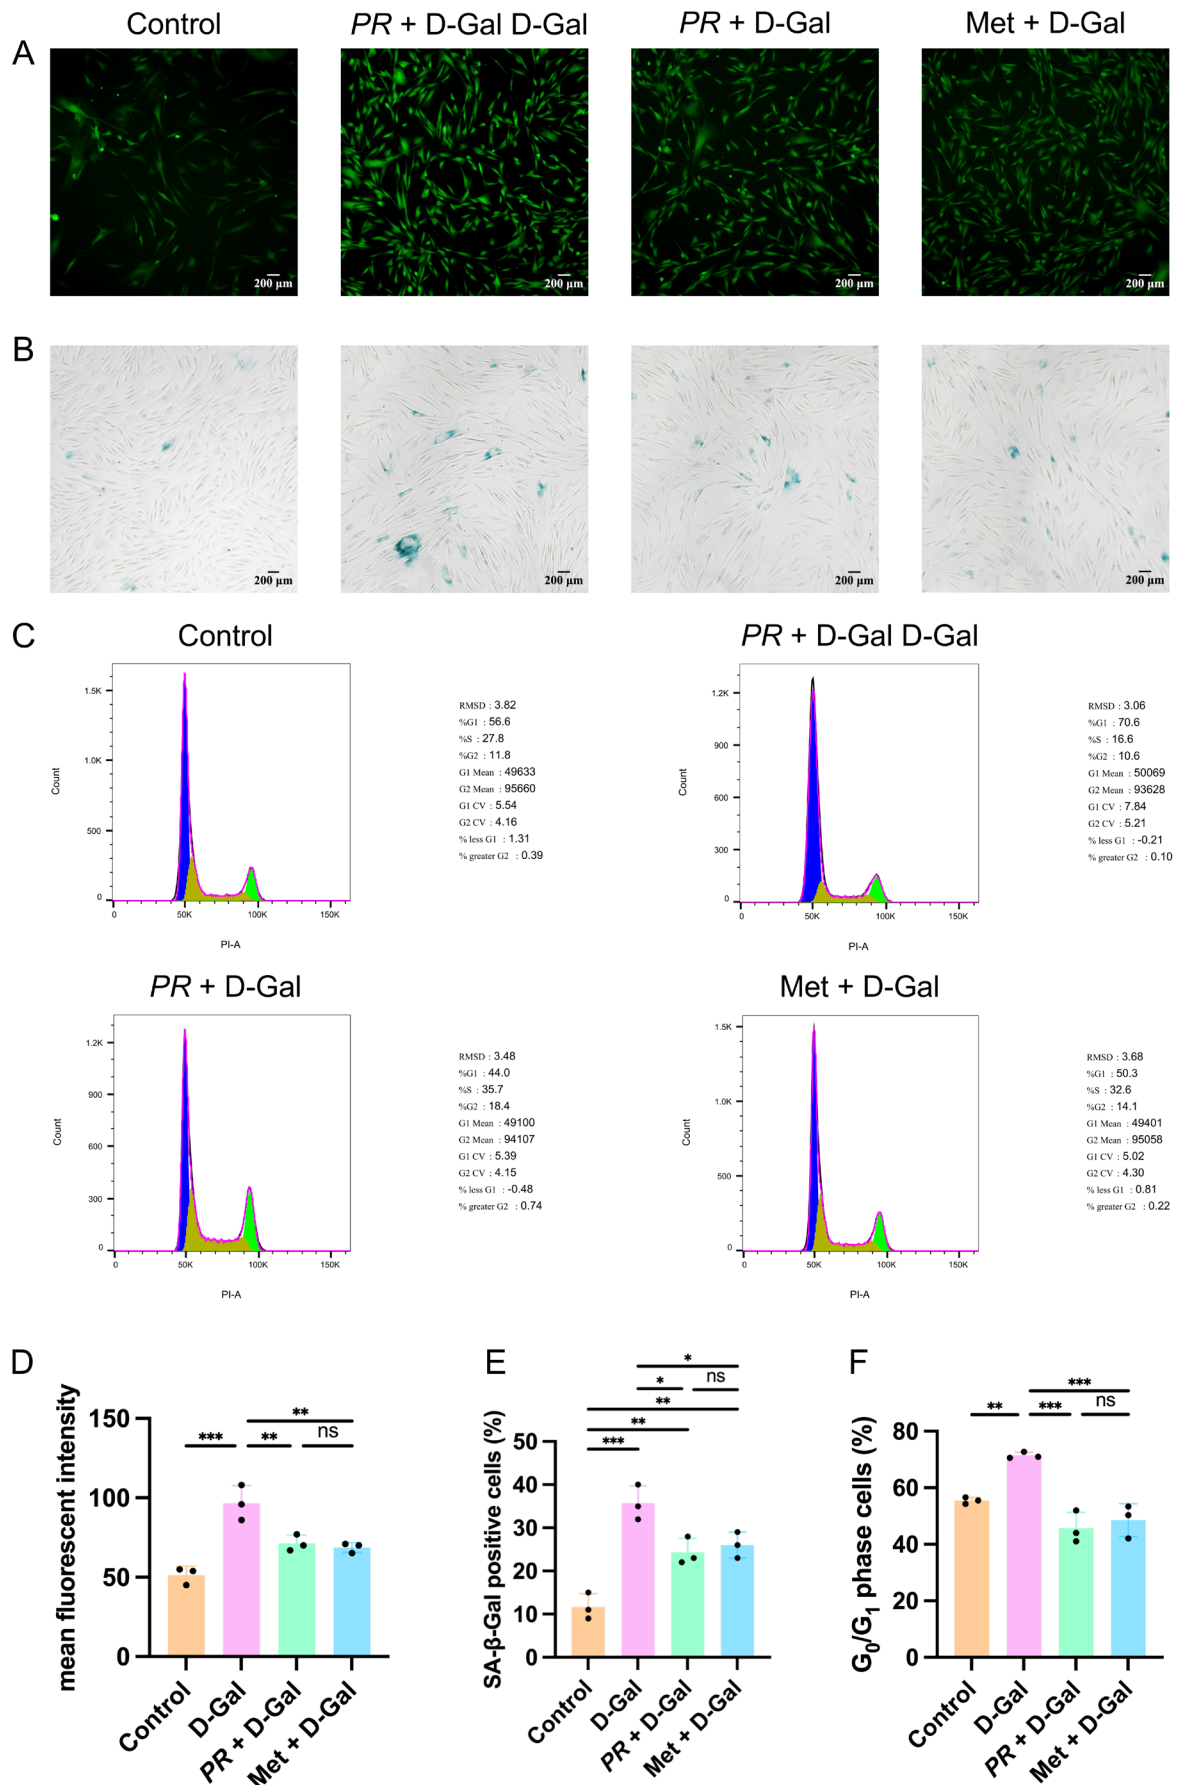 Control PR + D-Gal D-Gal PR + D-Gal Met + D-Gal
A
200 µm 200 µm 200 µm 200 µm
B
200 µm 200 µm 200 µm 200 µm
C
Control
1.5K
1.0K
500
0
Count
0 50K 100K 150K
PI-A
RMSD : 3.82
%G1 : 56.6
%S : 27.8
%G2 : 11.8
G1 Mean : 49633
G2 Mean : 95660
G1 CV : 5.54
G2 CV : 4.16
% less G1 : 1.31
% greater G2 : 0.39
PR + D-Gal D-Gal
1.2K
900
600
300
0
Count
0 50K 100K 150K
PI-A
RMSD : 3.06
%G1 : 70.6
%S : 16.6
%G2 : 10.6
G1 Mean : 50069
G2 Mean : 93628
G1 CV : 7.84
G2 CV : 5.21
% less G1 : -0.21
% greater G2 : 0.10
PR + D-Gal
1.2K
900
600
300
0
Count
0 50K 100K 150K
PI-A
RMSD : 3.48
%G1 : 44.0
%S : 35.7
%G2 : 18.4
G1 Mean : 49100
G2 Mean : 94107
G1 CV : 5.39
G2 CV : 4.15
% less G1 : -0.48
% greater G2 : 0.74
Met + D-Gal
1.5K
1.0K
500
0
Count
0 50K 100K 150K
PI-A
RMSD : 3.68
%G1 : 50.3
%S : 32.6
%G2 : 14.1
G1 Mean : 49401
G2 Mean : 95058
G1 CV : 5.02
G2 CV : 4.30
% less G1 : 0.81
% greater G2 : 0.22
D
mean fluorescent intensity
150
100
50
0
**
*** ** ns
Control
D-Gal
PR + D-Gal
Met + D-Gal
E
SA-β-Gal positive cells (%)
50
40
30
20
10
0
*
* ns
**
**
***
Control
D-Gal
PR + D-Gal
Met + D-Gal
F
G0/G1 phase cells (%)
80
60
40
20
0
***
** *** ns
Control
D-Gal
PR + D-Gal
Met + D-Gal